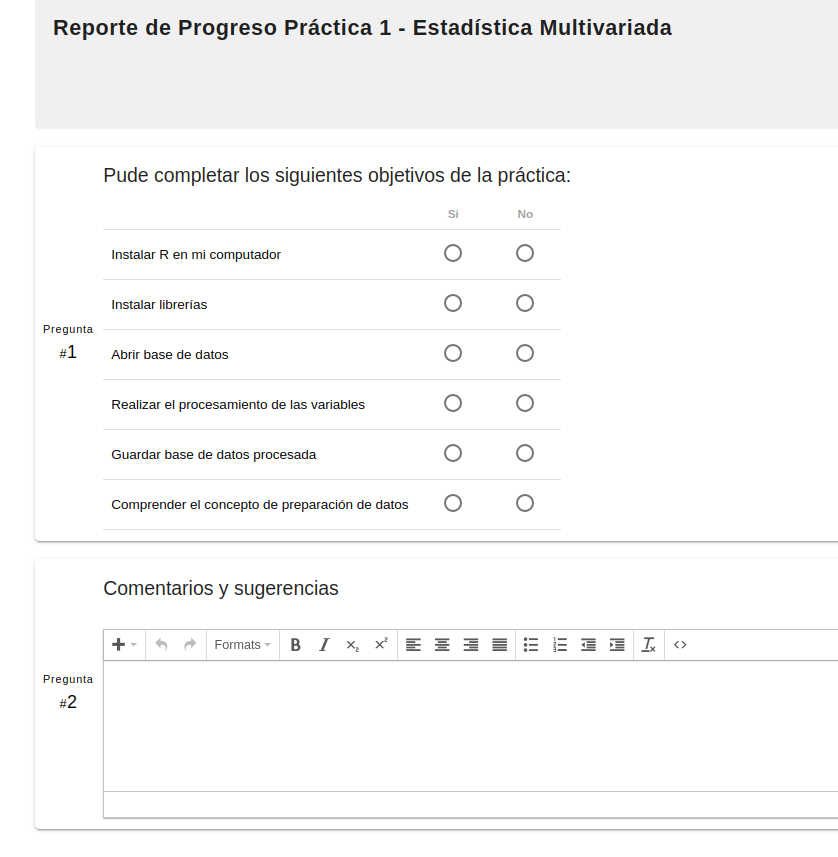 Reporte de Progreso Práctica 1 - Estadística Multivariada
Pude completar los siguientes objetivos de la práctica:
Si No
Instalar R en mi computador
Instalar librerías
Pregunta
#1
Abrir base de datos
Realizar el procesamiento de las variables
Guardar base de datos procesada
Comprender el concepto de preparación de datos
Comentarios y sugerencias
Formats B I x₂ x²
Pregunta
#2